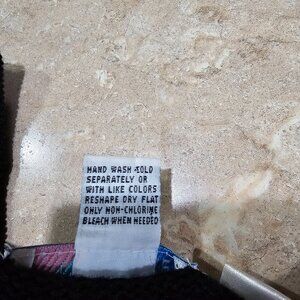 HAND WASH COLD
SEPARATELY OR
WITH LIKE COLORS
RESHAPE DRY FLAT
ONLY NON-CHLORINE
BLEACH WHEN NEEDED